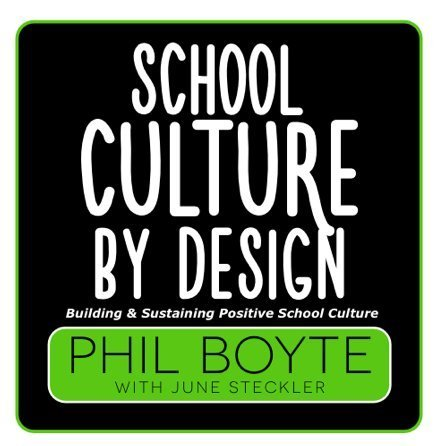 SCHOOL
CULTURE
BY DESIGN
Building & Sustaining Positive School Culture
PHIL BOYTE
WITH JUNE STECKLER